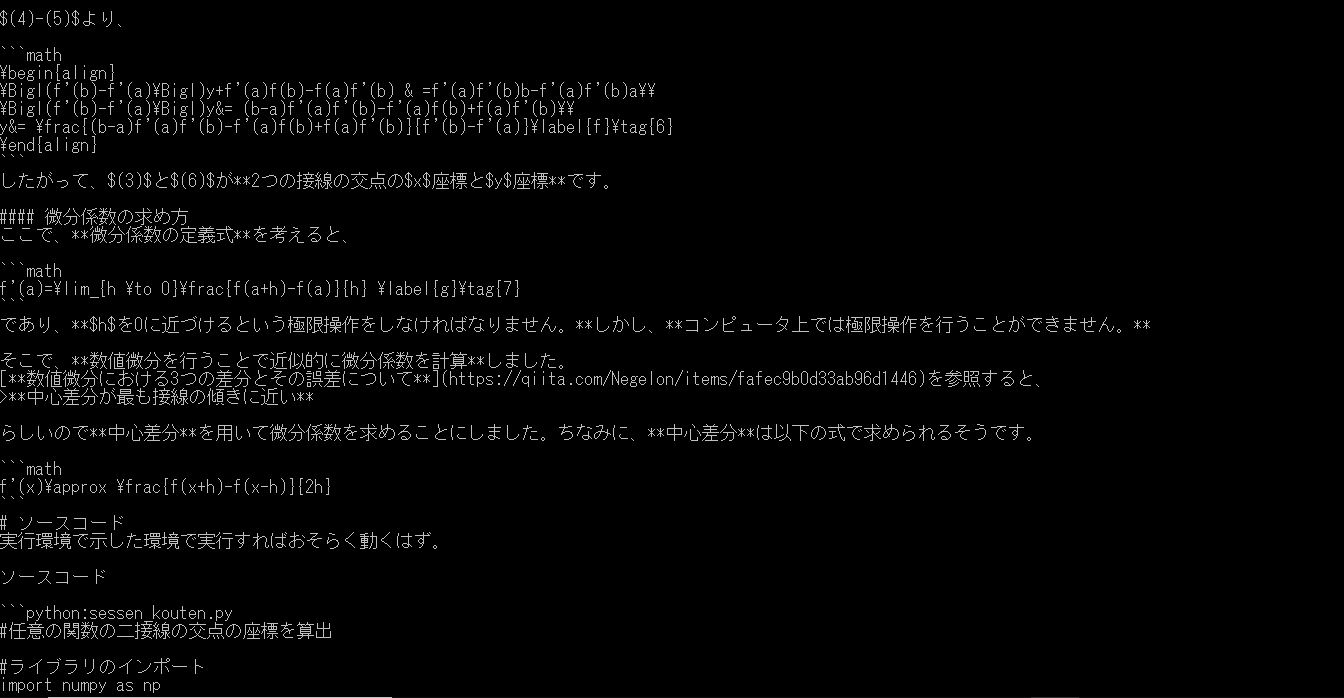 $(4)-(5)$より、
```math
¥begin{align}
¥Bigl(f'(b)-f'(a)¥Bigl)y+f'(a)f(b)-f(a)f'(b) & =f'(a)f'(b)b-f'(a)f'(b)a¥¥
¥Bigl(f'(b)-f'(a)¥Bigl)y&= (b-a)f'(a)f'(b)-f'(a)f(b)+f(a)f'(b)¥¥
y&= ¥frac{(b-a)f'(a)f'(b)-f'(a)f(b)+f(a)f'(b)}{f'(b)-f'(a)}¥label{f}¥tag{6}
¥end{align}
```
したがって、$(3)$と$(6)$が**2つの接線の交点の$x$座標と$y$座標**です。
#### 微分係数の求め方
ここで、**微分係数の定義式**を考えると、
```math
f'(a)=¥lim_{h ¥to 0}¥frac{f(a+h)-f(a)}{h} ¥label{g}¥tag{7}
```
であり、**$h$を0に近づけるという極限操作をしなければなりません。**しかし、**コンピュータ上では極限操作を行うことができません。**
そこで、**数値微分を行うことで近似的に微分係数を計算**しました。
[**数値微分における3つの差分とその誤差について**](https://qiita.com/Negelon/items/fafec9b0d33ab96d1446)を参照すると、
>**中心差分が最も接線の傾きに近い**
らしいので**中心差分**を用いて微分係数を求めることにしました。ちなみに、**中心差分**は以下の式で求められるそうです。
```math
f'(x)¥approx ¥frac{f(x+h)-f(x-h)}{2h}
```
# ソースコード
実行環境で示した環境で実行すればおそらく動くはず。
ソースコード
```python:sessen_kouten.py
#任意の関数の二接線の交点の座標を算出
#ライブラリのインポート
import numpy as np